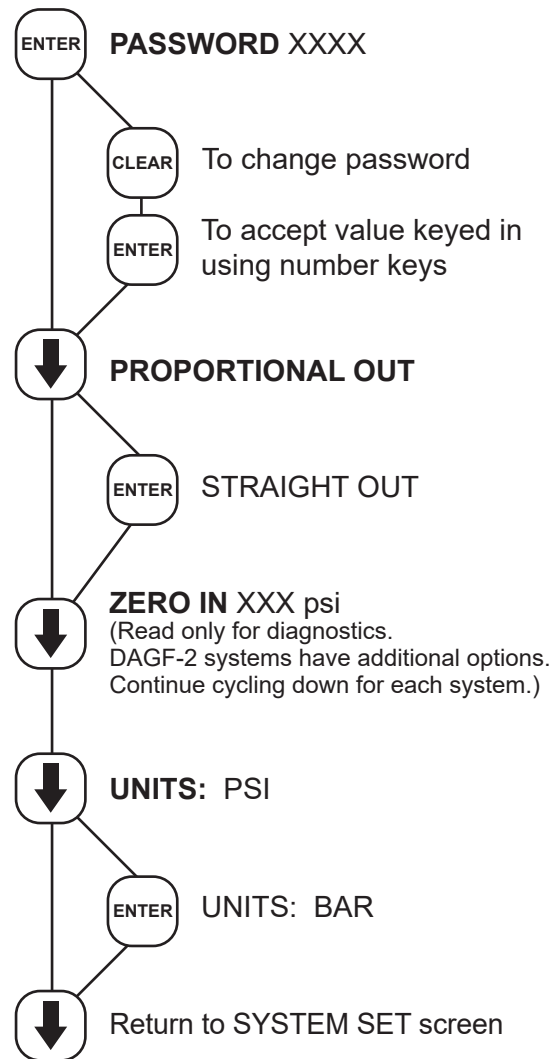 ENTER PASSWORD XXXX
CLEAR To change password
To accept value keyed in
ENTER using number keys
PROPORTIONAL OUT
ENTER STRAIGHT OUT
ZERO IN XXX psi
(Read only for diagnostics.
DAGF-2 systems have additional options.
Continue cycling down for each system.)
UNITS: PSI
ENTER UNITS: BAR
Return to SYSTEM SET screen